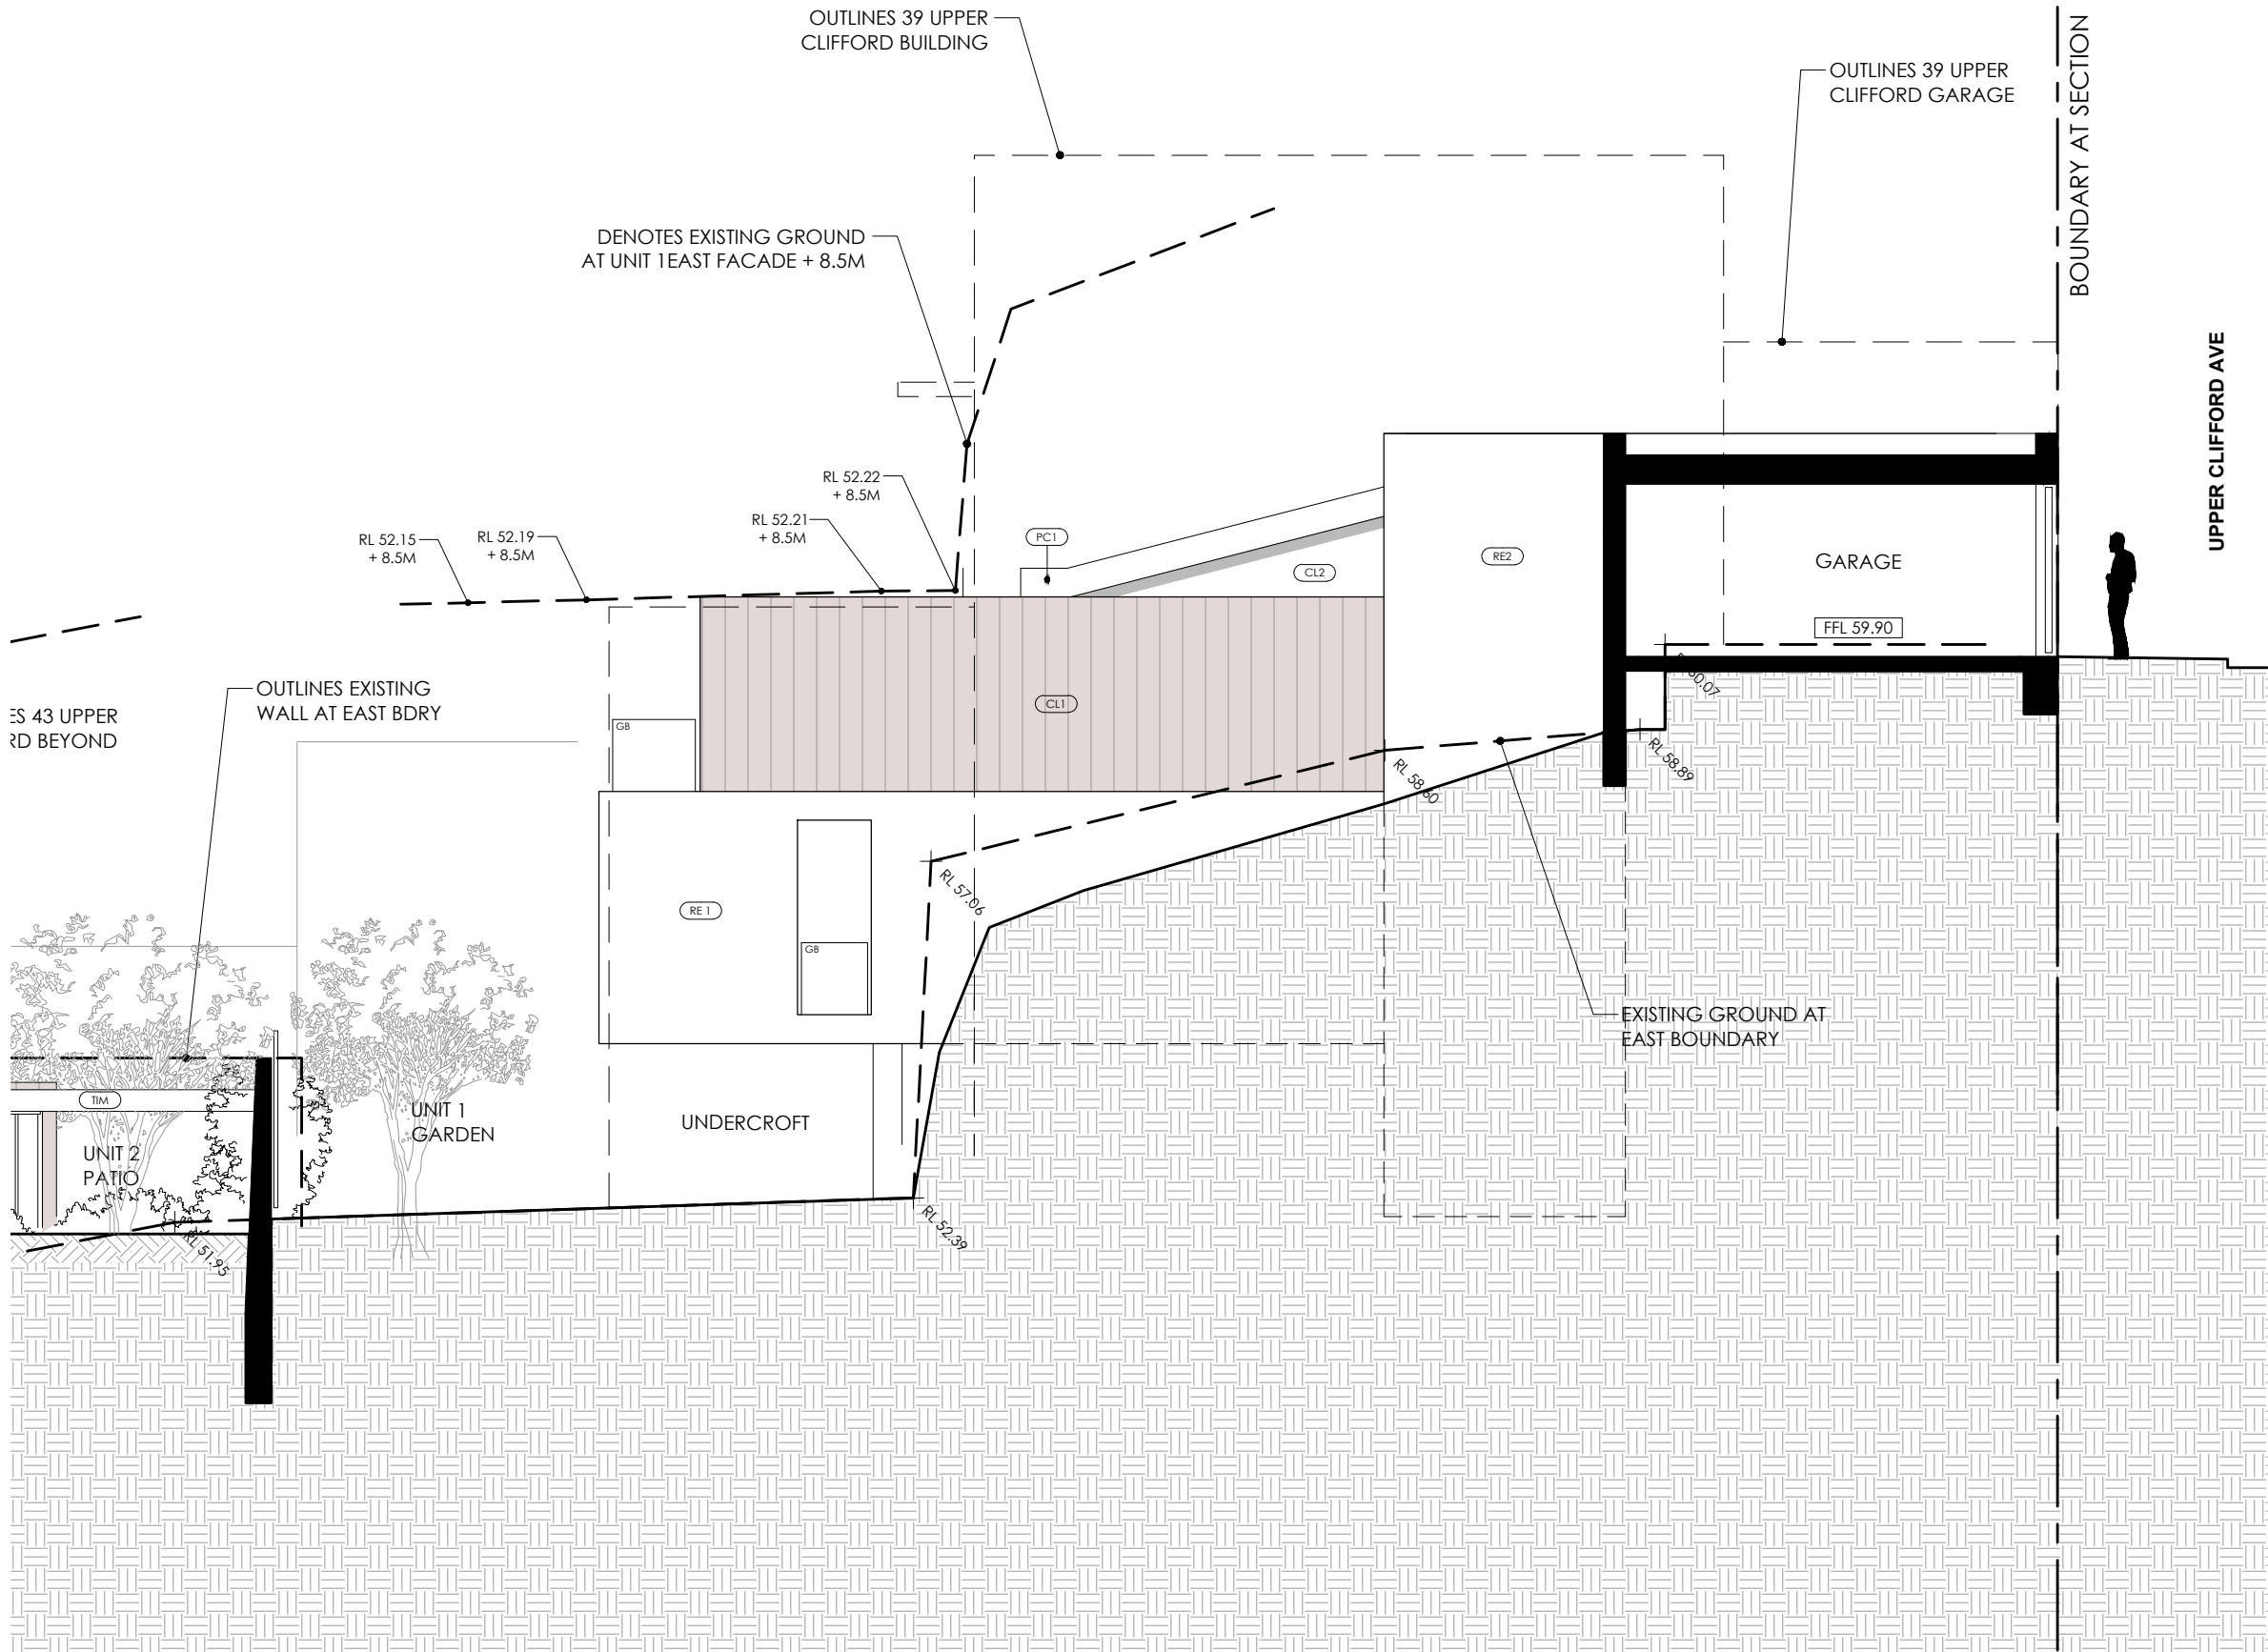 OUTLINES 39 UPPER
CLIFFORD BUILDING
OUTLINES 39 UPPER
CLIFFORD GARAGE
BOUNDARY AT SECTION
DENOTES EXISTING GROUND
AT UNIT 1EAST FACADE + 8.5M
UPPER CLIFFORD AVE
RL 52.22
+ 8.5M
RL 52.21
+ 8.5M
RL 52.15
+ 8.5M
RL 52.19
+ 8.5M
PC1
CL2
RE2
GARAGE
FFL 59.90
OUTLINES EXISTING
WALL AT EAST BDRY
ES 43 UPPER
RD BEYOND
GB
CL1
RL 60.07
RL 58.89
RL 58.60
RL 57.06
RE 1
GB
EXISTING GROUND AT
EAST BOUNDARY
TIM
UNIT 1
GARDEN
UNDERCROFT
UNIT 2
PATIO
RL 51.95
RL 52.39